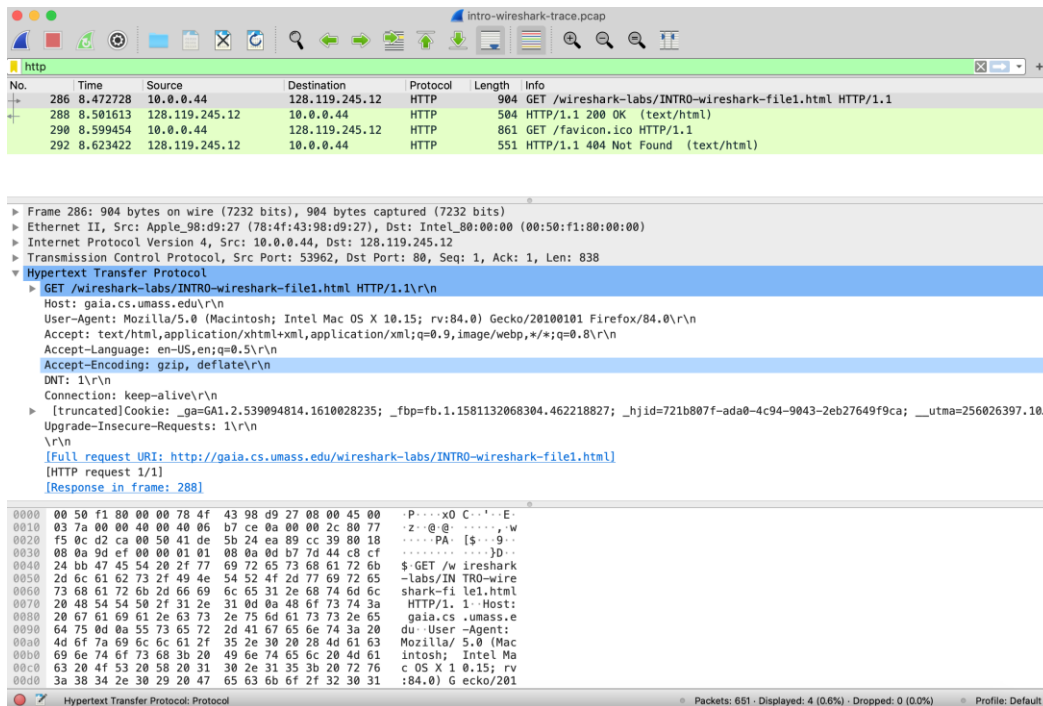 intro-wireshark-trace.pcap
http
No. Time Source Destination Protocol Length Info
286 8.472728 10.0.0.44 128.119.245.12 HTTP 904 GET /wireshark-labs/INTRO-wireshark-file1.html HTTP/1.1
288 8.501613 128.119.245.12 10.0.0.44 HTTP 504 HTTP/1.1 200 OK (text/html)
290 8.599454 10.0.0.44 128.119.245.12 HTTP 861 GET /favicon.ico HTTP/1.1
292 8.623422 128.119.245.12 10.0.0.44 HTTP 551 HTTP/1.1 404 Not Found (text/html)
Frame 286: 904 bytes on wire (7232 bits), 904 bytes captured (7232 bits)
Ethernet II, Src: Apple_98:d9:27 (78:4f:43:98:d9:27), Dst: Intel_80:00:00 (00:50:f1:80:00:00)
Internet Protocol Version 4, Src: 10.0.0.44, Dst: 128.119.245.12
Transmission Control Protocol, Src Port: 53962, Dst Port: 80, Seq: 1, Ack: 1, Len: 838
Hypertext Transfer Protocol
GET /wireshark-labs/INTRO-wireshark-file1.html HTTP/1.1\r\n
Host: gaia.cs.umass.edu\r\n
User-Agent: Mozilla/5.0 (Macintosh; Intel Mac OS X 10.15; rv:84.0) Gecko/20100101 Firefox/84.0\r\n
Accept: text/html,application/xhtml+xml,application/xml;q=0.9,image/webp,*/*;q=0.8\r\n
Accept-Language: en-US,en;q=0.5\r\n
Accept-Encoding: gzip, deflate\r\n
DNT: 1\r\n
Connection: keep-alive\r\n
[truncated]Cookie: _ga=GA1.2.539094814.1610028235; _fbp=fb.1.1581132068304.462218827; _hjid=721b807f-ada0-4c94-9043-2eb27649f9ca; __utma=256026397.10
Upgrade-Insecure-Requests: 1\r\n
\r\n
[Full request URI: http://gaia.cs.umass.edu/wireshark-labs/INTRO-wireshark-file1.html]
[HTTP request 1/1]
[Response in frame: 288]
0000 00 50 f1 80 00 00 78 4f 43 98 d9 27 08 00 45 00 ·P····xO C··'··E·
0010 03 7a 00 00 40 00 40 06 b7 ce 0a 00 00 2c 80 77 ·z··@·@· ·····,·w
0020 f5 0c d2 ca 00 50 41 de 5b 24 ea 89 cc 39 80 18 ·····PA· [$···9··
0030 08 0a 9d ef 00 00 01 01 08 0a 0d b7 7d 44 c8 cf ········ ····}D··
0040 24 bb 47 45 54 20 2f 77 69 72 65 73 68 61 72 6b $·GET /w ireshark
0050 2d 6c 61 62 73 2f 49 4e 54 52 4f 2d 77 69 72 65 -labs/IN TRO-wire
0060 73 68 61 72 6b 2d 66 69 6c 65 31 2e 68 74 6d 6c shark-fi le1.html
0070 20 48 54 54 50 2f 31 2e 31 0d 0a 48 6f 73 74 3a HTTP/1. 1··Host:
0080 20 67 61 69 61 2e 63 73 2e 75 6d 61 73 73 2e 65 gaia.cs .umass.e
0090 64 75 0d 0a 55 73 65 72 2d 41 67 65 6e 74 3a 20 du··User -Agent:
00a0 4d 6f 7a 69 6c 6c 61 2f 35 2e 30 20 28 4d 61 63 Mozilla/ 5.0 (Mac
00b0 69 6e 74 6f 73 68 3b 20 49 6e 74 65 6c 20 4d 61 intosh; Intel Ma
00c0 63 20 4f 53 20 58 20 31 30 2e 31 35 3b 20 72 76 c OS X 1 0.15; rv
00d0 3a 38 34 2e 30 29 20 47 65 63 6b 6f 2f 32 30 31 :84.0) G ecko/201
Hypertext Transfer Protocol: Protocol Packets: 651 · Displayed: 4 (0.6%) · Dropped: 0 (0.0%) Profile: Default